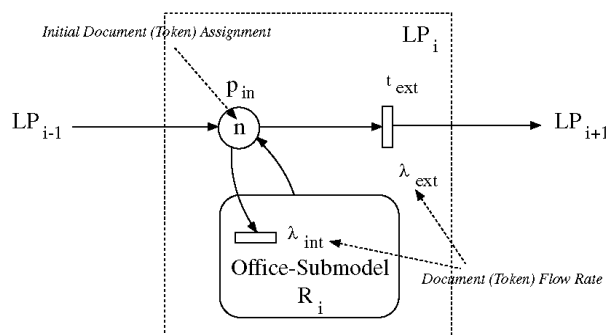 Initial Document (Token) Assignment
LP i
p in
t ext
LP i-1
n
LP i+1
λ ext
λ int
Office-Submodel
R i
Document (Token) Flow Rate